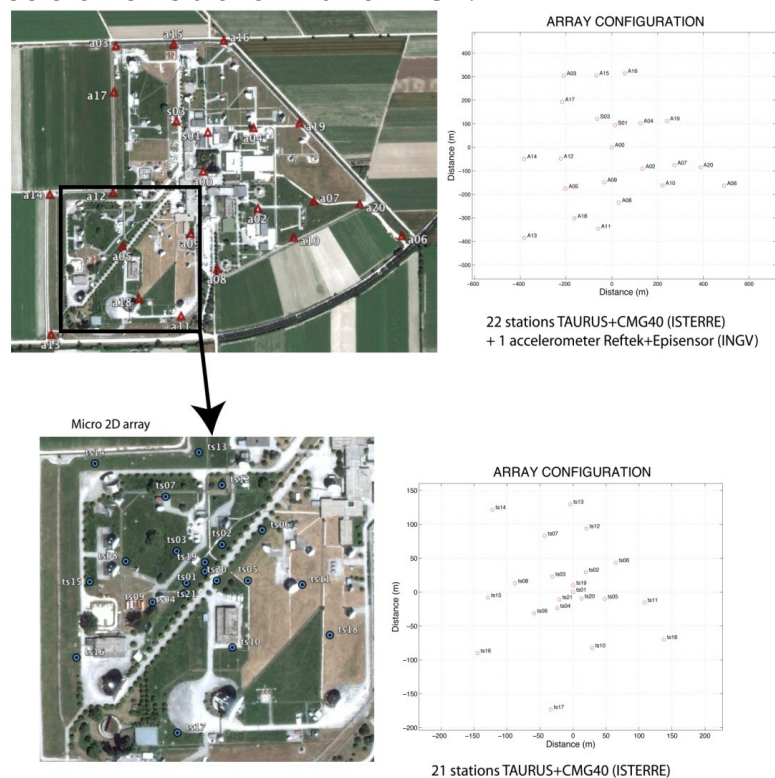 a03
a15
a16
a17
s03
s01
a04
a19
a00
a14
a12
a02
a07
a20
a05
a09
a10
a06
a08
a18
a11
a13
ARRAY CONFIGURATION
500
400
300
200
100
0
−100
−200
−300
−400
−500
−600
−400
−200
0
200
400
600
Distance (m)
Distance (m)
A03
A15
A16
A17
S03
S01
A04
A19
A00
A14
A12
A02
A07
A20
A05
A09
A10
A06
A08
A18
A11
A13
22 stations TAURUS+CMG40 (ISTERRE)
+ 1 accelerometer Reftek+Episensor (INGV)
Micro 2D array
ts13
ts14
ts12
ts07
ts06
ts03
ts02
ts08
ts19
ts15
ts01
ts20
ts05
ts11
ts09
ts04
ts21
ts10
ts18
ts16
ts17
ARRAY CONFIGURATION
150
100
50
0
−50
−100
−150
−200
−200
−150
−100
−50
0
50
100
150
200
Distance (m)
Distance (m)
ts13
ts14
ts12
ts07
ts06
ts03
ts02
ts08
ts19
ts01
ts15
ts21
ts20
ts05
ts11
ts09
ts04
ts10
ts18
ts16
ts17
21 stations TAURUS+CMG40 (ISTERRE)